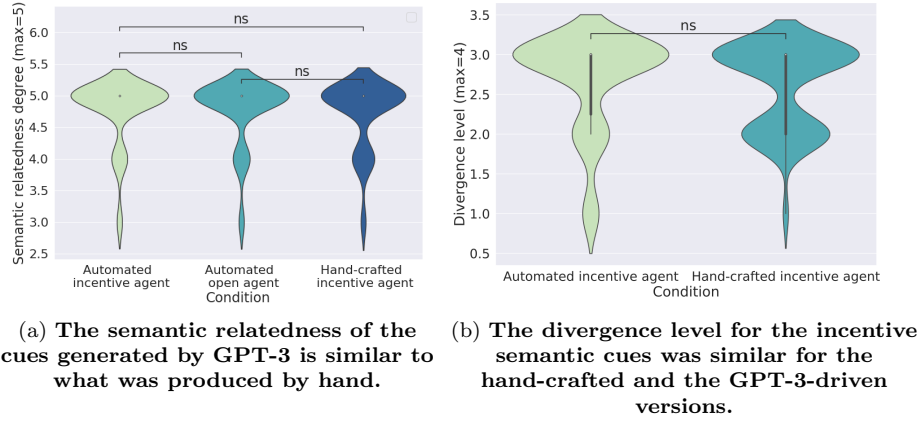 Semantic relatedness degree (max=5)
6.0
5.5
5.0
4.5
4.0
3.5
3.0
2.5
ns
ns
ns
Automated
incentive agent
Automated
open agent
Hand-crafted
incentive agent
Condition
(a) The semantic relatedness of the
cues generated by GPT-3 is similar to
what was produced by hand.
Divergence level (max=4)
3.5
3.0
2.5
2.0
1.5
1.0
0.5
ns
Automated incentive agent
Hand-crafted incentive agent
Condition
(b) The divergence level for the incentive
semantic cues was similar for the
hand-crafted and the GPT-3-driven
versions.